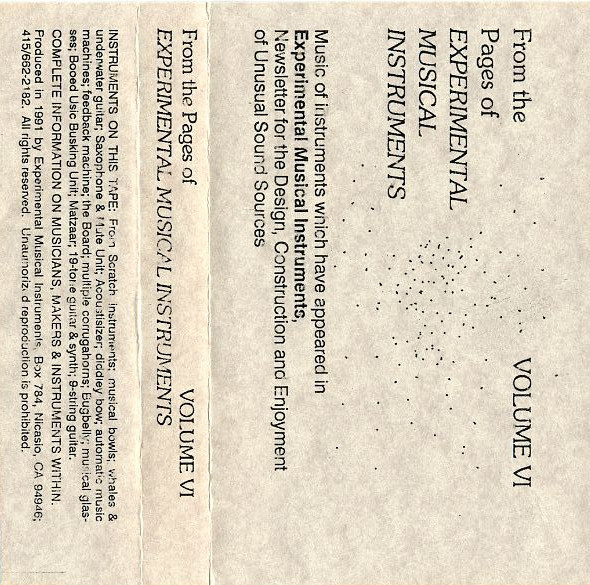 From the
Pages of
EXPERIMENTAL
MUSICAL
INSTRUMENTS
VOLUME VI
Music of instruments which have appeared in
Experimental Musical Instruments,
Newsletter for the Design, Construction and Enjoyment
of Unusual Sound Sources
From the Pages of
EXPERIMENTAL MUSICAL INSTRUMENTS
VOLUME VI
INSTRUMENTS ON THIS TAPE: From Scratch instruments; musical bowls; whales &
underwater guitar; Saxophone & Mute Unit; Acoustisizer; diddley bow; automatic music
machines; feedback machine; the Board; multiple corrugahorns; Bugbelly; musical glas-
ses; Booed Usic Busking Unit; Matzaar; 19-tone guitar & synth; 9-string guitar.
COMPLETE INFORMATION ON MUSICIANS, MAKERS & INSTRUMENTS WITHIN.
Produced in 1991 by Experimental Musical Instruments, Box 784, Nicasio, CA 94946;
415/662-2182. All rights reserved. Unauthorized reproduction is prohibited.